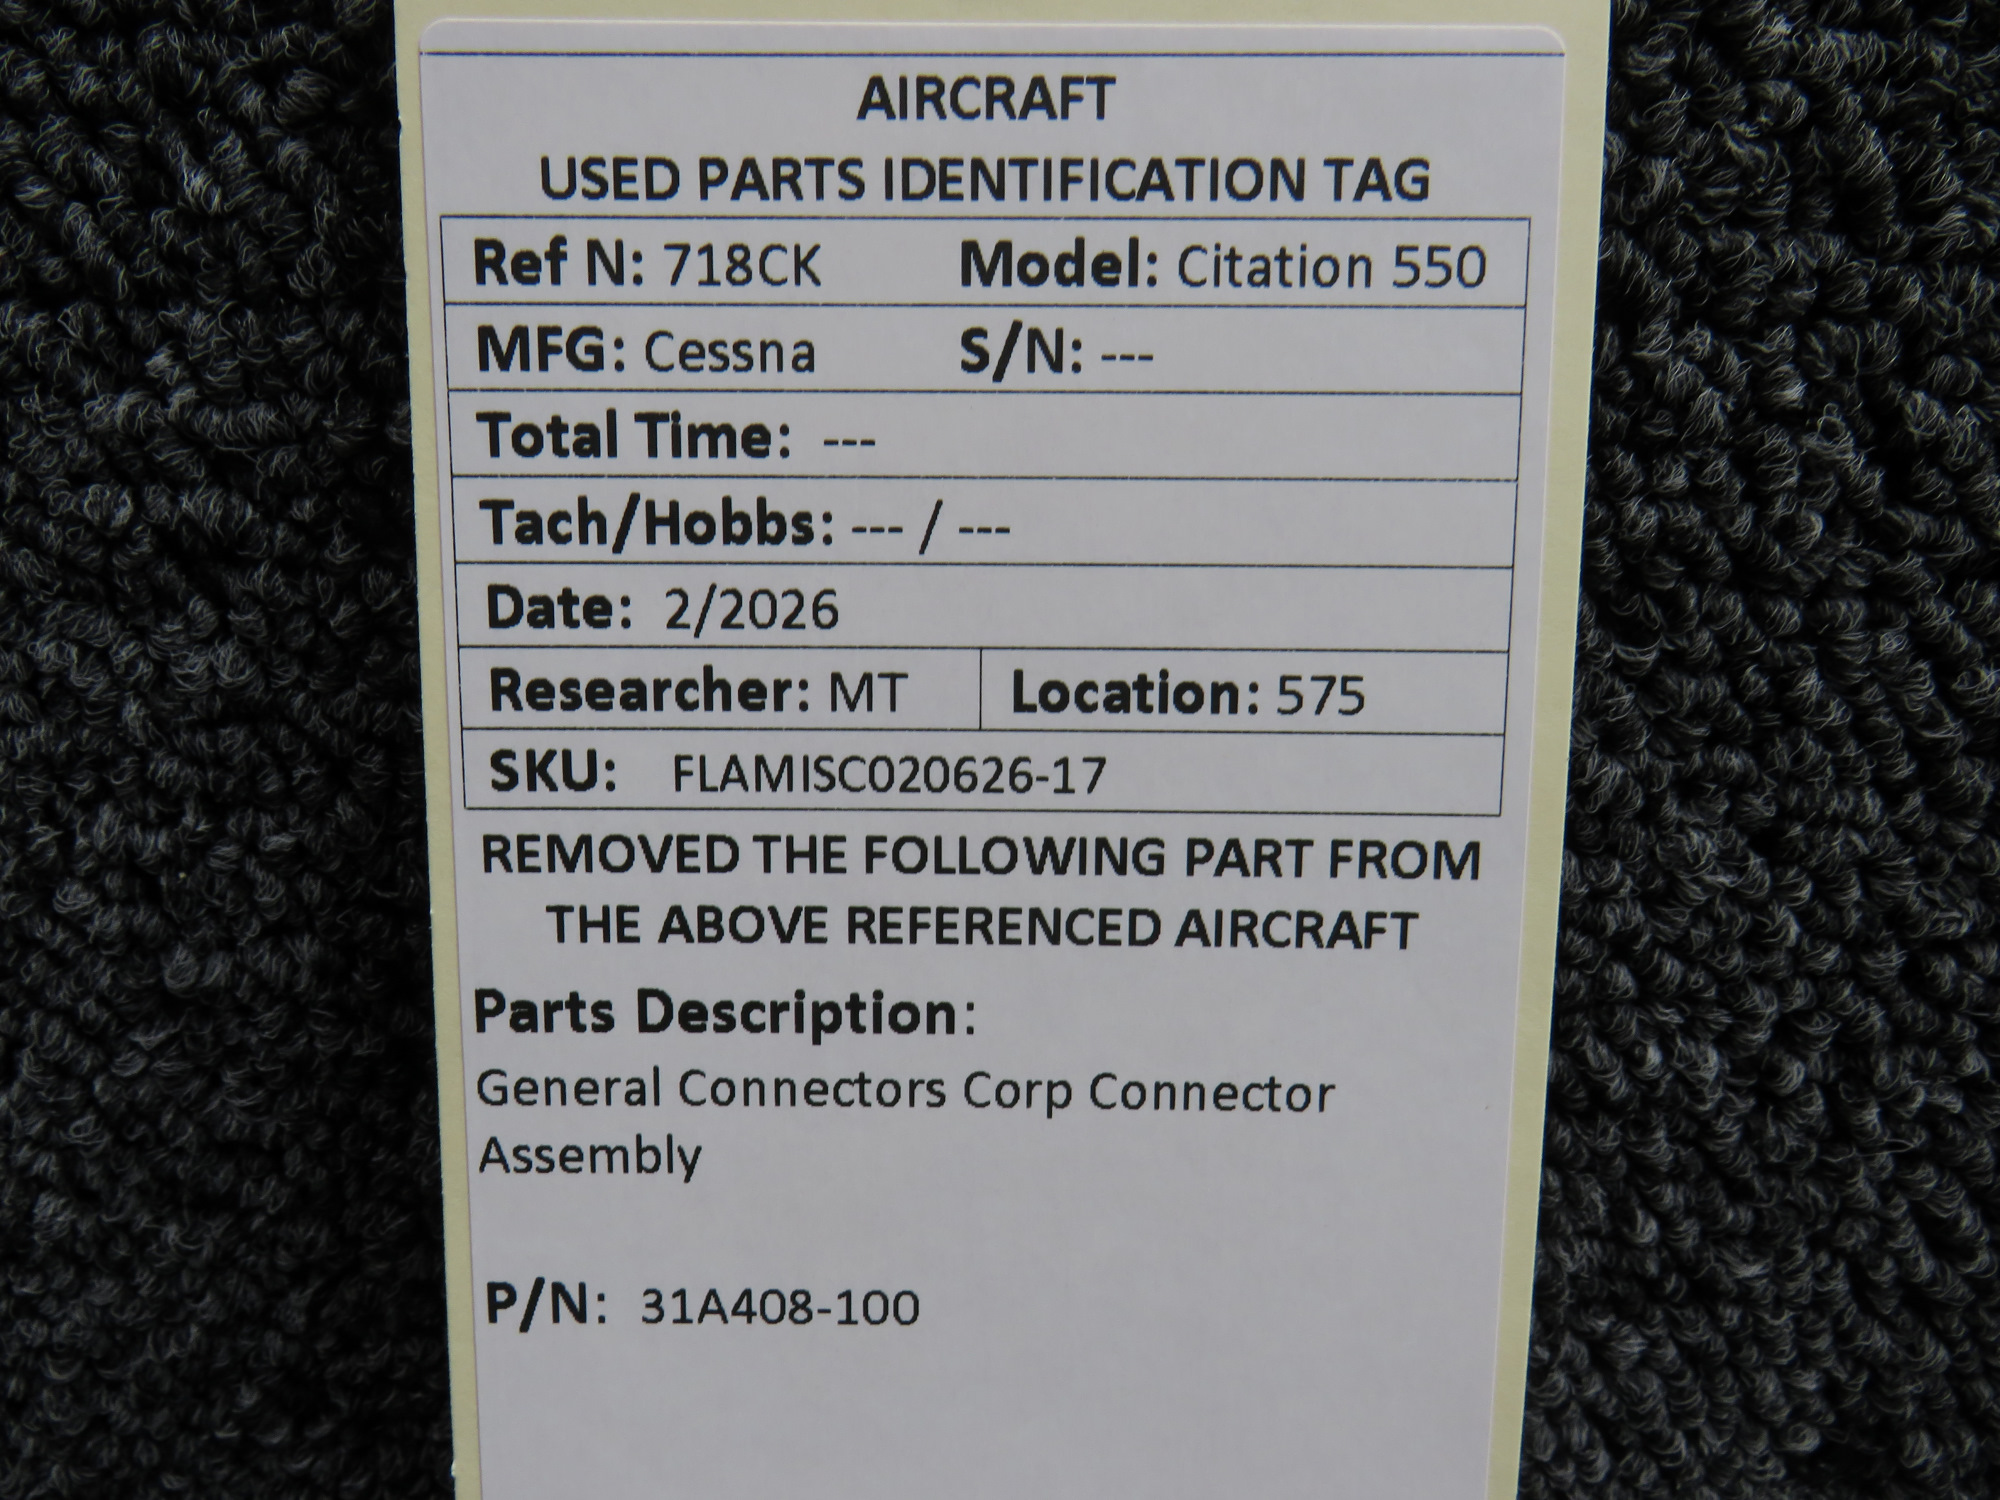 AIRCRAFT
USED PARTS IDENTIFICATION TAG
Ref N: 718CK Model: Citation 550
MFG: Cessna S/N: ---
Total Time: ---
Tach/Hobbs: --- / ---
Date: 2/2026
Researcher: MT Location: 575
SKU: FLAMISC020626-17
REMOVED THE FOLLOWING PART FROM
THE ABOVE REFERENCED AIRCRAFT
Parts Description:
General Connectors Corp Connector
Assembly
P/N: 31A408-100